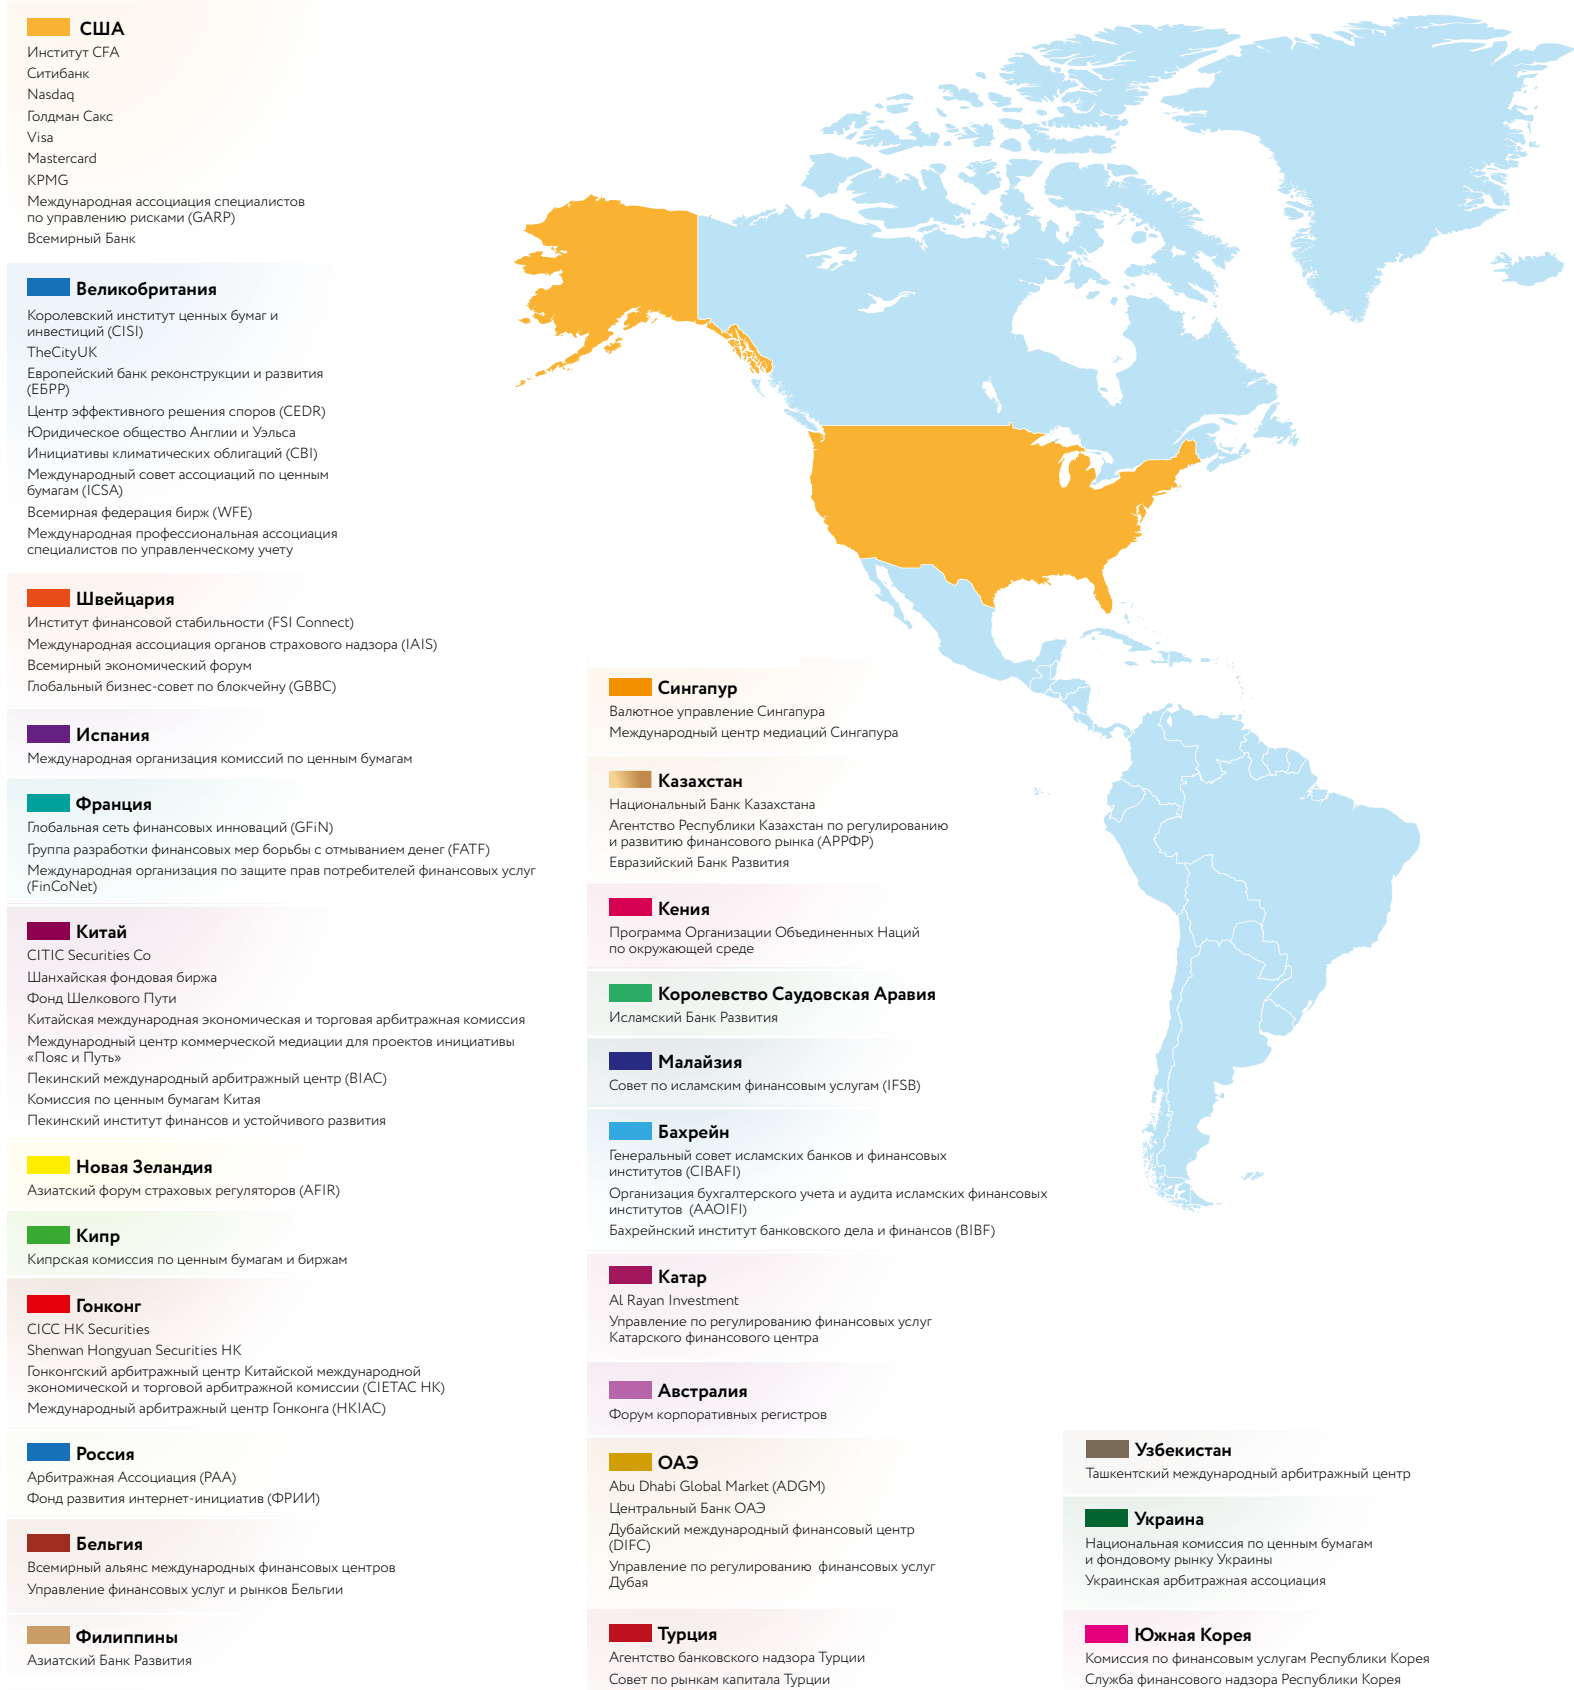 США
Институт CFA
Ситибанк
Nasdaq
Голдман Сакс
Visa
Mastercard
KPMG
Международная ассоциация специалистов
по управлению рисками (GARP)
Всемирный Банк
Великобритания
Королевский институт ценных бумаг и
инвестиций (CISI)
TheCityUK
Европейский банк реконструкции и развития
(ЕБРР)
Центр эффективного решения споров (CEDR)
Юридическое общество Англии и Уэльса
Инициативы климатических облигаций (CBI)
Международный совет ассоциаций по ценным
бумагам (ICSA)
Всемирная федерация бирж (WFE)
Международная профессиональная ассоциация
специалистов по управленческому учету
Швейцария
Институт финансовой стабильности (FSI Connect)
Международная ассоциация органов страхового надзора (IAIS)
Всемирный экономический форум
Глобальный бизнес-совет по блокчейну (GBBC)
Испания
Международная организация комиссий по ценным бумагам
Франция
Глобальная сеть финансовых инноваций (GFiN)
Группа разработки финансовых мер борьбы с отмыванием денег (FATF)
Международная организация по защите прав потребителей финансовых услуг
(FinCoNet)
Китай
CITIC Securities Co
Шанхайская фондовая биржа
Фонд Шелкового Пути
Китайская международная экономическая и торговая арбитражная комиссия
Международный центр коммерческой медиации для проектов инициативы
«Пояс и Путь»
Пекинский международный арбитражный центр (BIAC)
Комиссия по ценным бумагам Китая
Пекинский институт финансов и устойчивого развития
Новая Зеландия
Азиатский форум страховых регуляторов (AFIR)
Кипр
Кипрская комиссия по ценным бумагам и биржам
Гонконг
CICC HK Securities
Shenwan Hongyuan Securities HK
Гонконгский арбитражный центр Китайской международной
экономической и торговой арбитражной комиссии (CIETAC HK)
Международный арбитражный центр Гонконга (HKIAC)
Россия
Арбитражная Ассоциация (РАА)
Фонд развития интернет-инициатив (ФРИИ)
Бельгия
Всемирный альянс международных финансовых центров
Управление финансовых услуг и рынков Бельгии
Филиппины
Азиатский Банк Развития
Сингапур
Валютное управление Сингапура
Международный центр медиаций Сингапура
Казахстан
Национальный Банк Казахстана
Агентство Республики Казахстан по регулированию
и развитию финансового рынка (АРРФР)
Евразийский Банк Развития
Кения
Программа Организации Объединенных Наций
по окружающей среде
Королевство Саудовская Аравия
Исламский Банк Развития
Малайзия
Совет по исламским финансовым услугам (IFSB)
Бахрейн
Генеральный совет исламских банков и финансовых
институтов (CIBAFI)
Организация бухгалтерского учета и аудита исламских финансовых
институтов (AAOIFI)
Бахрейнский институт банковского дела и финансов (BIBF)
Катар
Al Rayan Investment
Управление по регулированию финансовых услуг
Катарского финансового центра
Австралия
Форум корпоративных регистров
ОАЭ
Abu Dhabi Global Market (ADGM)
Центральный Банк ОАЭ
Дубайский международный финансовый центр
(DIFC)
Управление по регулированию финансовых услуг
Дубая
Турция
Агентство банковского надзора Турции
Совет по рынкам капитала Турции
Узбекистан
Ташкентский международный арбитражный центр
Украина
Национальная комиссия по ценным бумагам
и фондовому рынку Украины
Украинская арбитражная ассоциация
Южная Корея
Комиссия по финансовым услугам Республики Корея
Служба финансового надзора Республики Корея